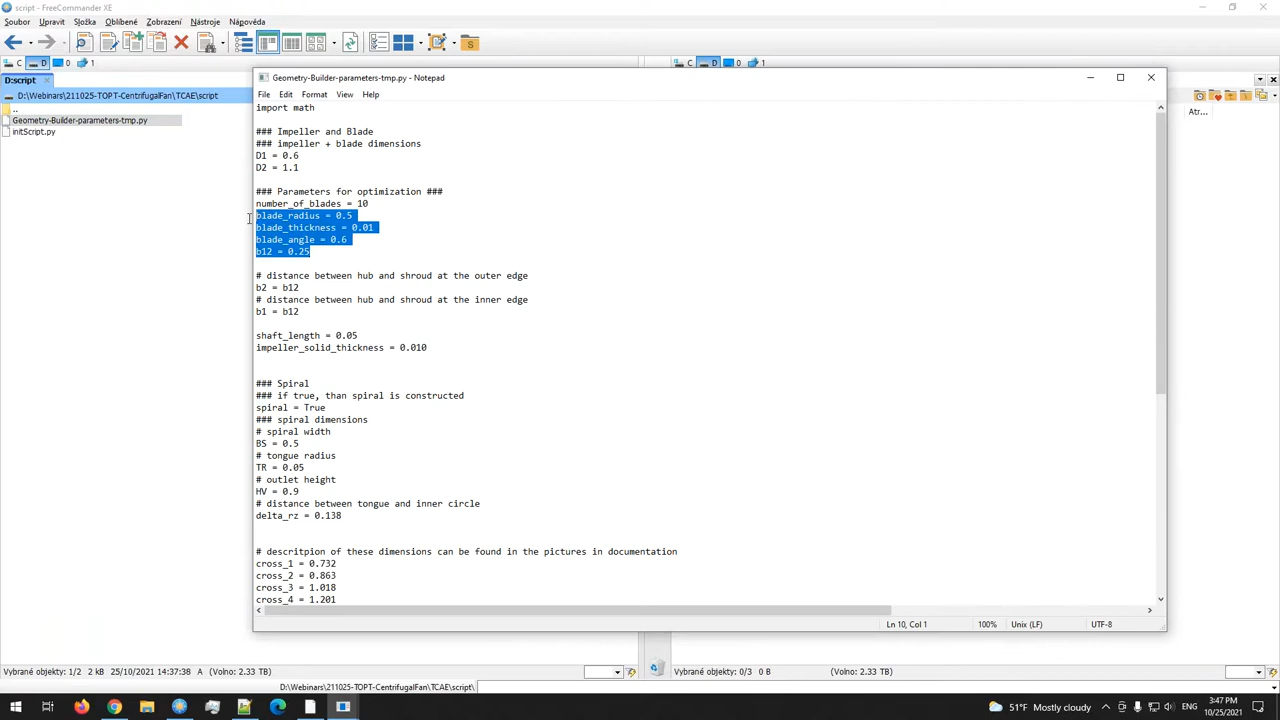 script - FreeCommander XE
Soubor Upravit Složka Oblíbené Zobrazení Nástroje Nápověda
S
C D 0 1
C D 0 1
D:script
D:\Webinars\211025-TOPT-CentrifugalFan\TCAE\script
..
Geometry-Builder-parameters-tmp.py
initScript.py
Atr...
Geometry-Builder-parameters-tmp.py - Notepad
File Edit Format View Help
import math
### Impeller and Blade
### impeller + blade dimensions
D1 = 0.6
D2 = 1.1
### Parameters for optimization ###
number_of_blades = 10
blade_radius = 0.5
blade_thickness = 0.01
blade_angle = 0.6
b12 = 0.25
# distance between hub and shroud at the outer edge
b2 = b12
# distance between hub and shroud at the inner edge
b1 = b12
shaft_length = 0.05
impeller_solid_thickness = 0.010
### Spiral
### if true, than spiral is constructed
spiral = True
### spiral dimensions
# spiral width
BS = 0.5
# tongue radius
TR = 0.05
# outlet height
HV = 0.9
# distance between tongue and inner circle
delta_rz = 0.138
# descritpion of these dimensions can be found in the pictures in documentation
cross_1 = 0.732
cross_2 = 0.863
cross_3 = 1.018
cross_4 = 1.201
Ln 10, Col 1 100% Unix (LF) UTF-8
Vybrané objekty: 1/2 2 kB 25/10/2021 14:37:38 A (Volno: 2.33 TB)
Vybrané objekty: 0/3 0 B (Volno: 2.33 TB)
D:\Webinars\211025-TOPT-CentrifugalFan\TCAE\script\
51°F Mostly cloudy
3:47 PM
10/25/2021